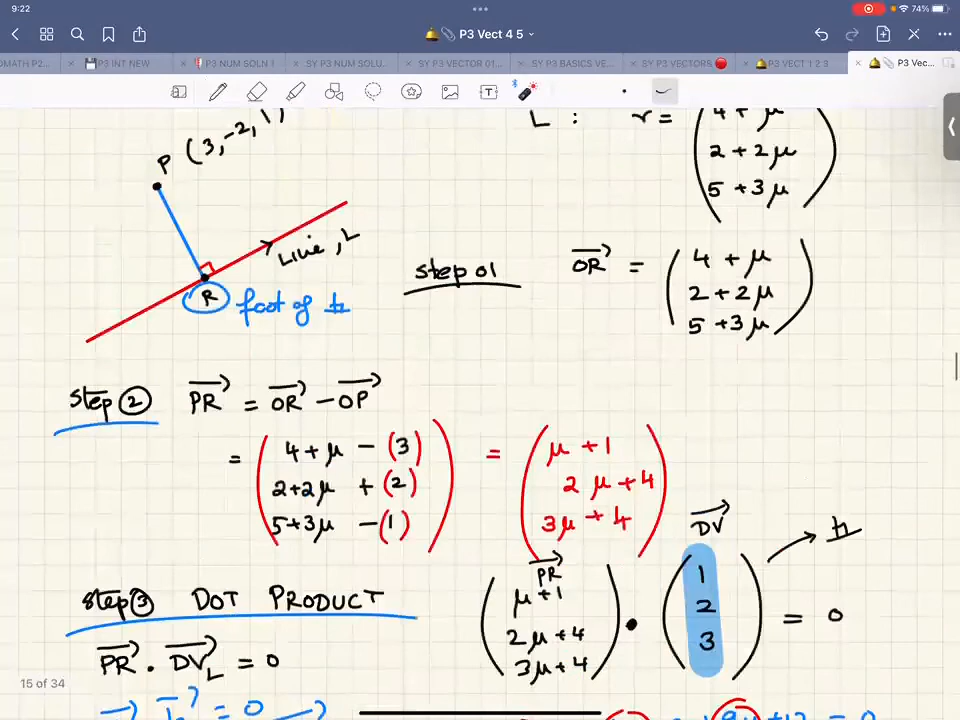 9:22
74%
🔔📎 P3 Vect 4 5
OMATH P2...
💾P3 INT NEW
P3 NUM SOLN 1
SY P3 NUM SOLU...
SY P3 VECTOR 01...
SY P3 BASICS VE...
SY P3 VECTORS 🔴
🔔VECT 1 2 3
🔔📎 P3 Vec...
P (3, -2, 1)
L : r = (4 + μ
2 + 2μ
5 + 3μ)
Line, L
R foot of ⊥
step 01 OR = (4 + μ
2 + 2μ
5 + 3μ)
step ② PR = OR - OP
= (4 + μ - (3)
2 + 2μ + (2)
5 + 3μ - (1)) = (μ + 1
2μ + 4
3μ + 4)
step ③ DOT PRODUCT
PR . DV_L = 0
PR DV
(μ + 1
2μ + 4
3μ + 4) • (1
2
3) = 0
⊥
15 of 34